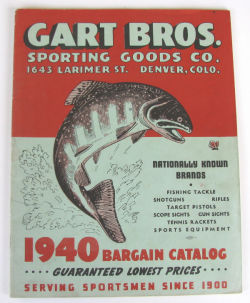 GART BROS.
SPORTING GOODS CO.
1643 LARIMER ST. DENVER, COLO.
NATIONALLY KNOWN
BRANDS
FISHING TACKLE
SHOTGUNS RIFLES
TARGET PISTOLS
SCOPE SIGHTS GUN SIGHTS
TENNIS RACKETS
SPORTS EQUIPMENT
1940 BARGAIN CATALOG
GUARANTEED LOWEST PRICES
SERVING SPORTSMEN SINCE 1900